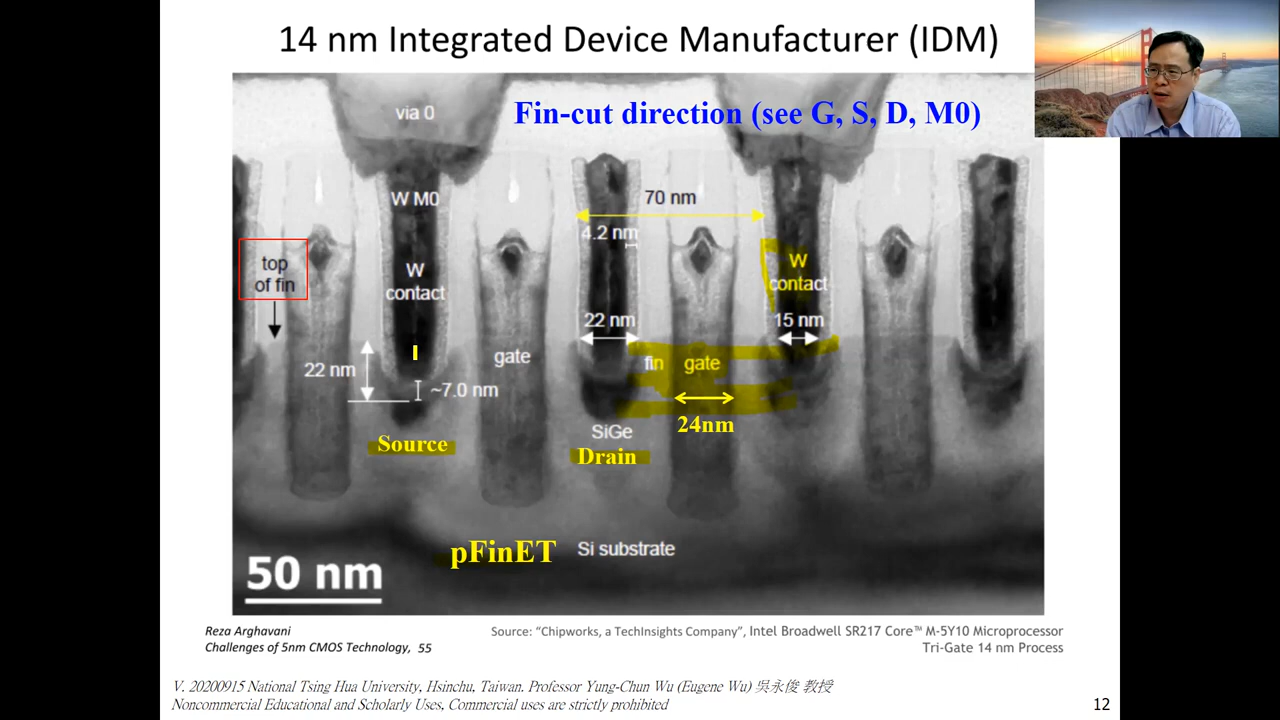 14 nm Integrated Device Manufacturer (IDM)
via 0
Fin-cut direction (see G, S, D, M0)
W M0
70 nm
4.2 nm
top
of fin
W
contact
W
contact
22 nm
15 nm
22 nm
gate
fin
gate
~7.0 nm
24nm
Source
SiGe
Drain
pFinET
Si substrate
50 nm
Reza Arghavani
Challenges of 5nm CMOS Technology, 55
Source: “Chipworks, a TechInsights Company”, Intel Broadwell SR217 Core™ M-5Y10 Microprocessor
Tri-Gate 14 nm Process
V. 20200915 National Tsing Hua University, Hsinchu, Taiwan. Professor Yung-Chun Wu (Eugene Wu) 吳永俊 教授
Noncommercial Educational and Scholarly Uses, Commercial uses are strictly prohibited
12